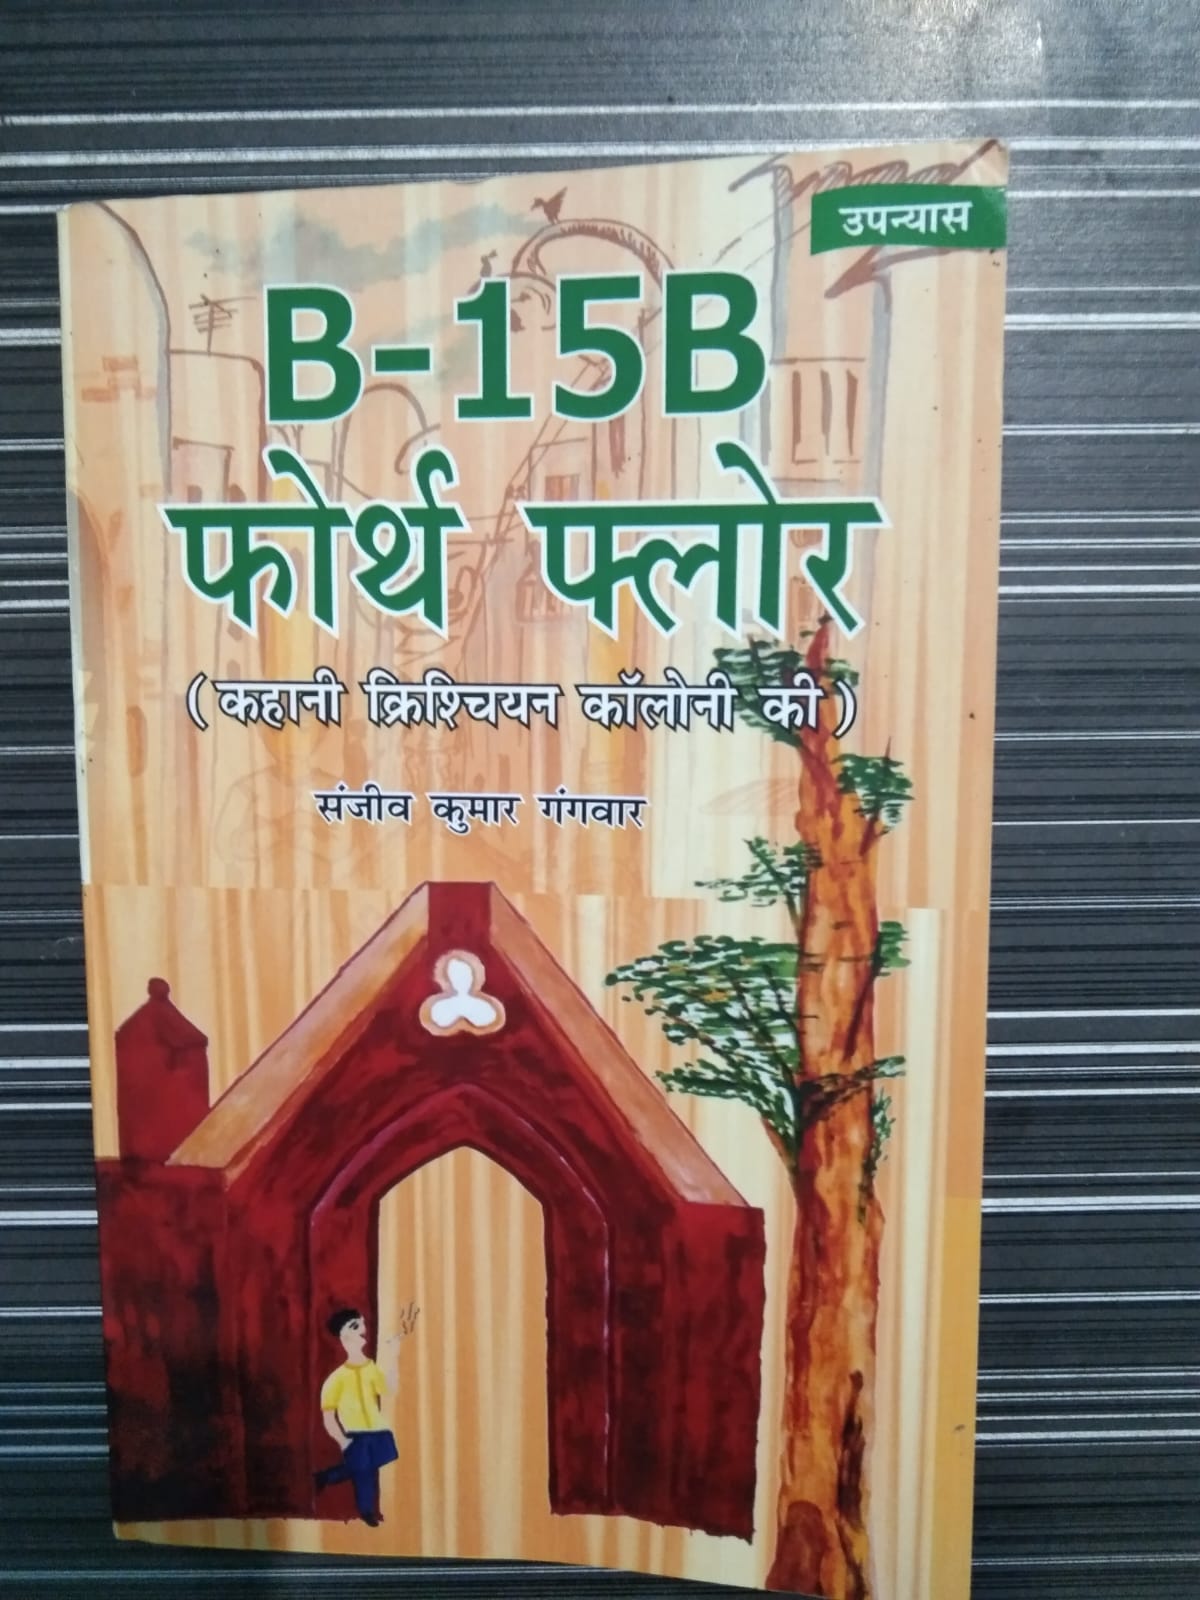 उपन्यास
B-15B
फोर्थ फ्लोर
(कहानी क्रिश्चियन कॉलोनी की)
संजीव कुमार गंगवार